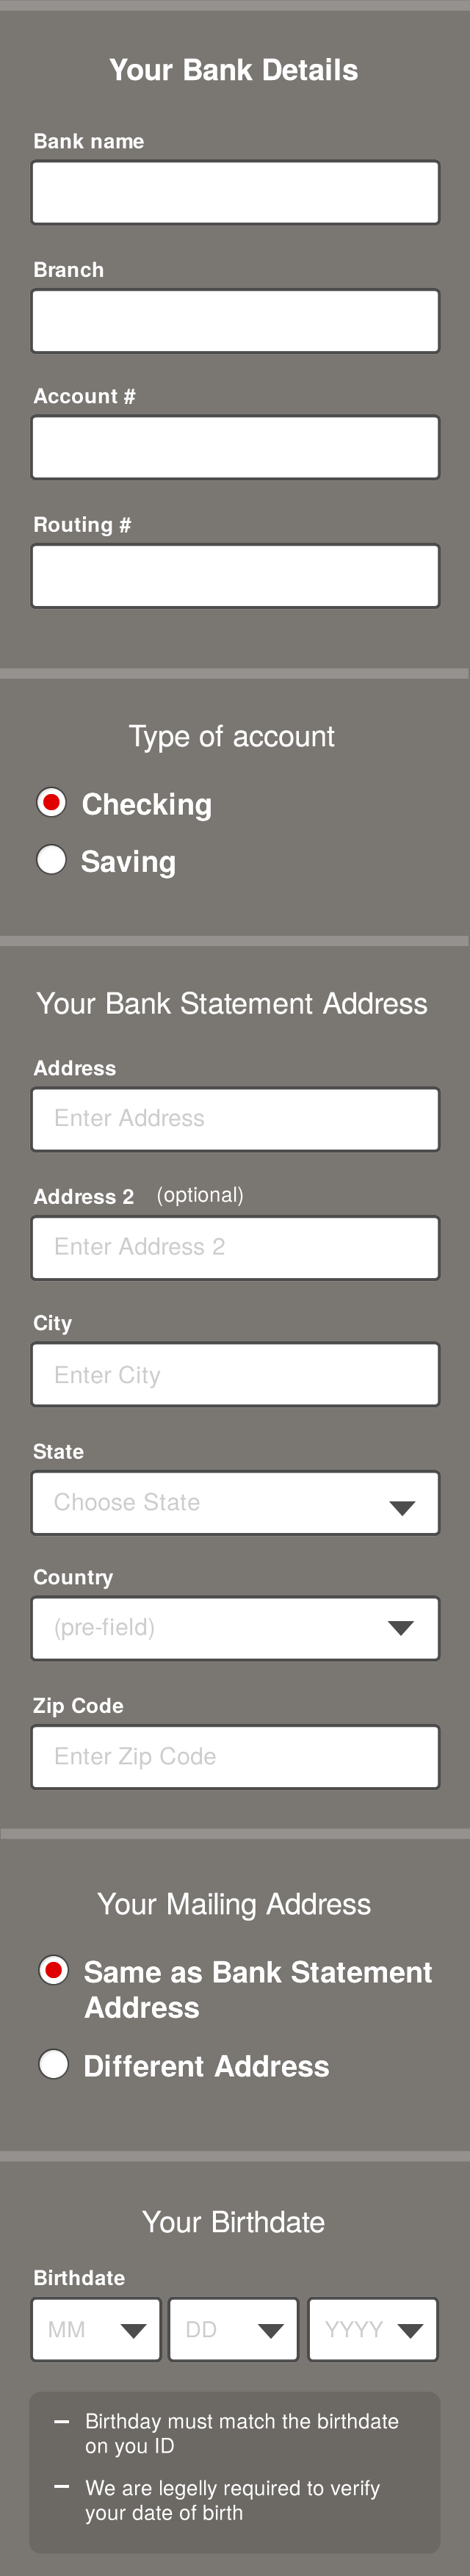 Your Bank Details
Bank name
Branch
Account #
Routing #
Type of account
Checking
Saving
Your Bank Statement Address
Address
Enter Address
Address 2 (optional)
Enter Address 2
City
Enter City
State
Choose State
Country
(pre-field)
Zip Code
Enter Zip Code
Your Mailing Address
Same as Bank Statement
Address
Different Address
Your Birthdate
Birthdate
MM DD YYYY
– Birthday must match the birthdate
on you ID
– We are legelly required to verify
your date of birth